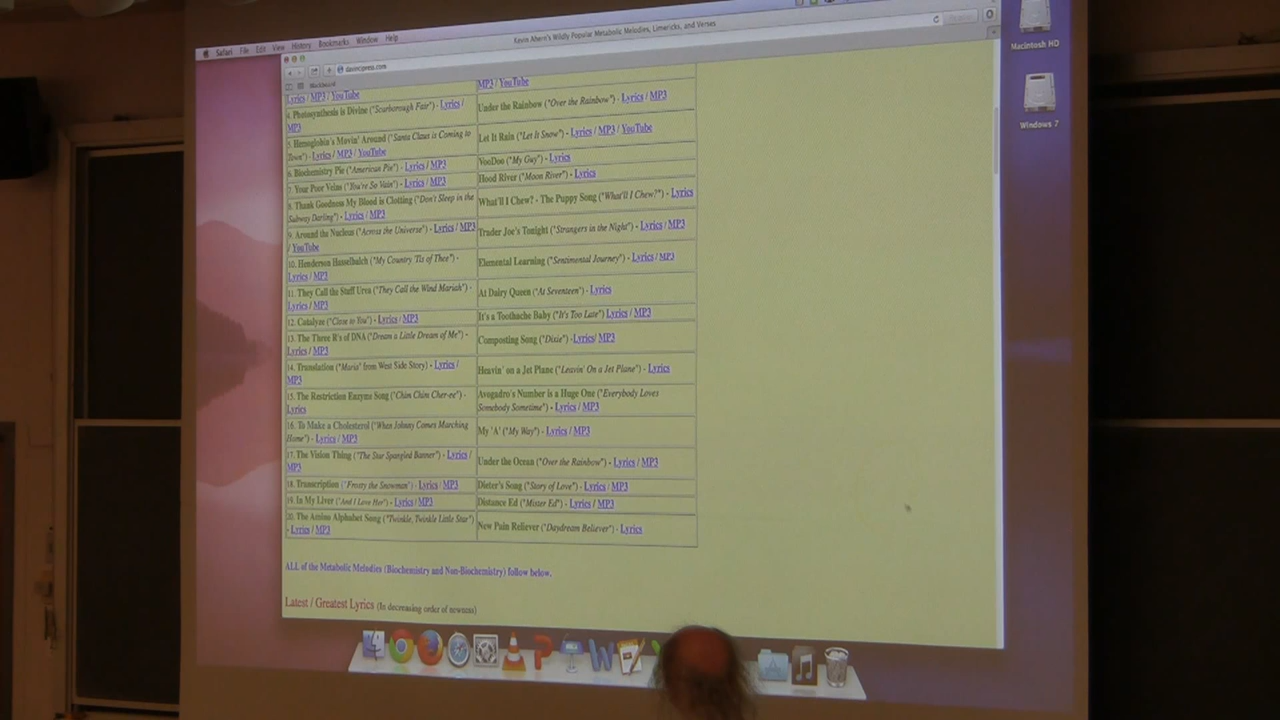 Safari File Edit View History Bookmarks Window Help
Kevin Ahern's Wildly Popular Metabolic Melodies, Limericks, and Verses
Macintosh HD
Windows 7
davincipress.com
Blackboard
Lyrics / MP3 / YouTube
4. Photosynthesis is Divine ("Scarborough Fair") - Lyrics /
MP3
5. Hemoglobin's Movin' Around ("Santa Claus is Coming to
Town") - Lyrics / MP3 / YouTube
6. Biochemistry Pie ("American Pie") - Lyrics / MP3
7. Your Poor Veins ("You're So Vain") - Lyrics / MP3
8. Thank Goodness My Blood is Clotting ("Don't Sleep in the
Subway Darling") - Lyrics / MP3
9. Around the Nucleus ("Across the Universe") - Lyrics / MP3
/ YouTube
10. Henderson Hasselbalch ("My Country 'Tis of Thee") -
Lyrics / MP3
11. They Call the Stuff Urea ("They Call the Wind Mariah") -
Lyrics / MP3
12. Catalyze ("Close to You") - Lyrics / MP3
13. The Three R's of DNA ("Dream a Little Dream of Me") -
Lyrics / MP3
14. Translation ("Maria" from West Side Story) - Lyrics /
MP3
15. The Restriction Enzyme Song ("Chim Chim Cher-ee") -
Lyrics
16. To Make a Cholesterol ("When Johnny Comes Marching
Home") - Lyrics / MP3
17. The Vision Thing ("The Star Spangled Banner") - Lyrics /
MP3
18. Transcription ("Frosty the Snowman") - Lyrics / MP3
19. In My Liver ("And I Love Her") - Lyrics / MP3
20. The Amino Alphabet Song ("Twinkle, Twinkle Little Star")
- Lyrics / MP3
MP3 / YouTube
Under the Rainbow ("Over the Rainbow") - Lyrics / MP3
Let It Rain ("Let It Snow") - Lyrics / MP3 / YouTube
VooDoo ("My Guy") - Lyrics
Hood River ("Moon River") - Lyrics
What'll I Chew? - The Puppy Song ("What'll I Chew?") - Lyrics
Trader Joe's Tonight ("Strangers in the Night") - Lyrics / MP3
Elemental Learning ("Sentimental Journey") - Lyrics / MP3
At Dairy Queen ("At Seventeen") - Lyrics
It's a Toothache Baby ("It's Too Late") Lyrics / MP3
Composting Song ("Dixie") -Lyrics/ MP3
Heavin' on a Jet Plane ("Leavin' On a Jet Plane") - Lyrics
Avogadro's Number is a Huge One ("Everybody Loves
Somebody Sometime") - Lyrics / MP3
My 'A' ("My Way") - Lyrics / MP3
Under the Ocean ("Over the Rainbow") - Lyrics / MP3
Dieter's Song ("Story of Love") - Lyrics / MP3
Distance Ed ("Mister Ed") - Lyrics / MP3
New Pain Reliever ("Daydream Believer") - Lyrics
ALL of the Metabolic Melodies (Biochemistry and Non-Biochemistry) follow below.
Latest / Greatest Lyrics (In decreasing order of newness)